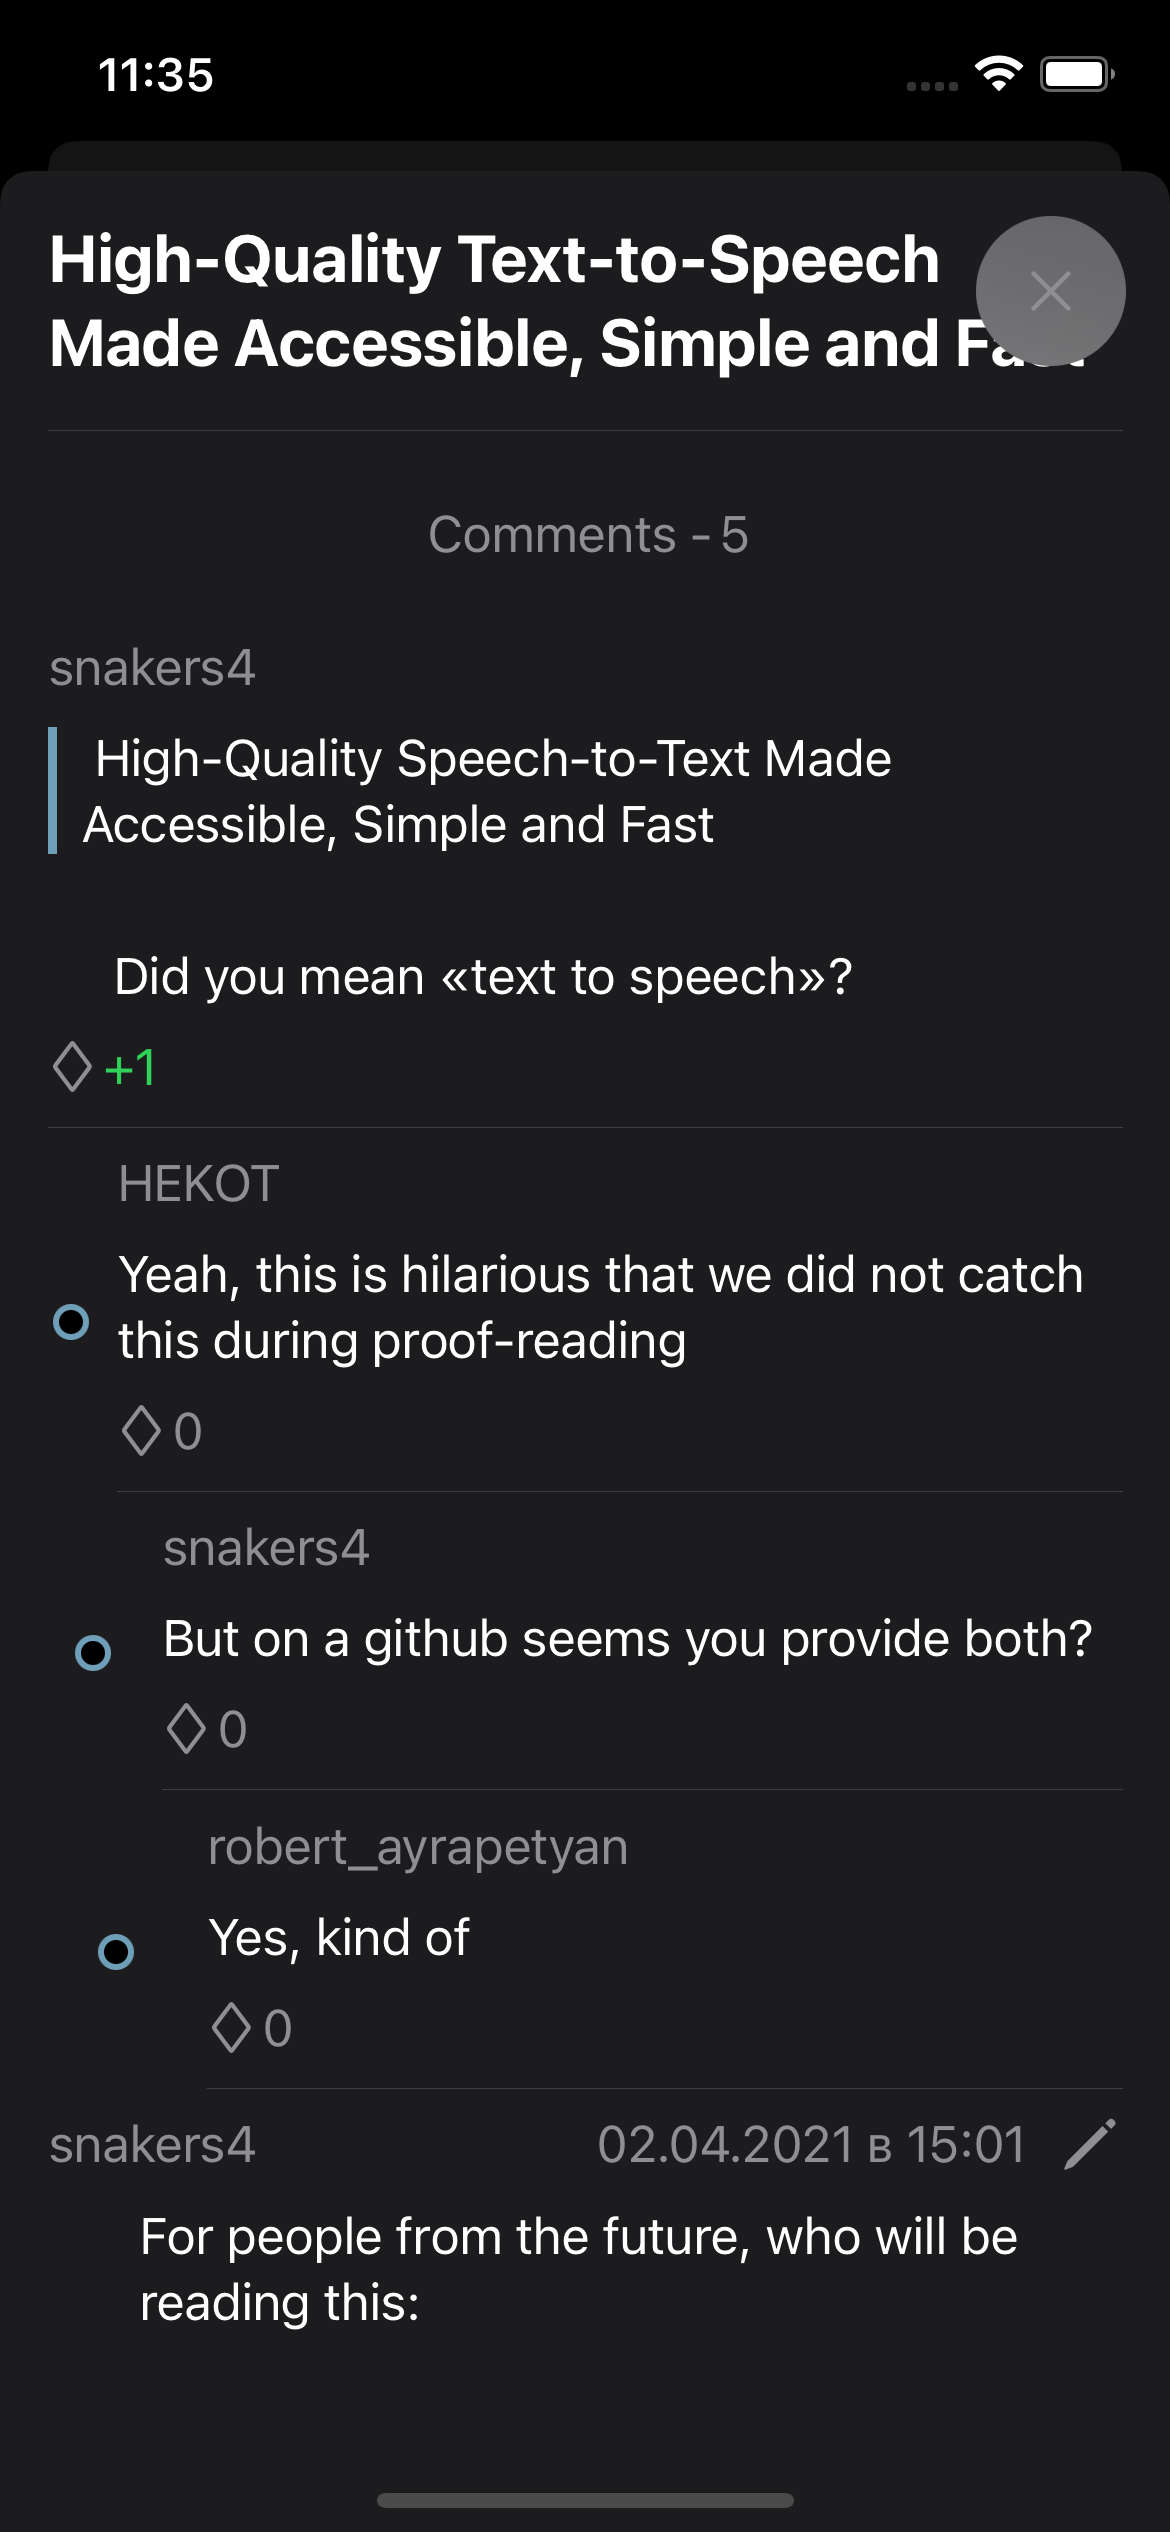 11:35
High-Quality Text-to-Speech
Made Accessible, Simple and
Comments - 5
snakers4
High-Quality Speech-to-Text Made
Accessible, Simple and Fast
Did you mean «text to speech»?
+1
HEKOT
Yeah, this is hilarious that we did not catch
this during proof-reading
0
snakers4
But on a github seems you provide both?
0
robert_ayrapetyan
Yes, kind of
0
snakers4 02.04.2021 в 15:01
For people from the future, who will be
reading this: